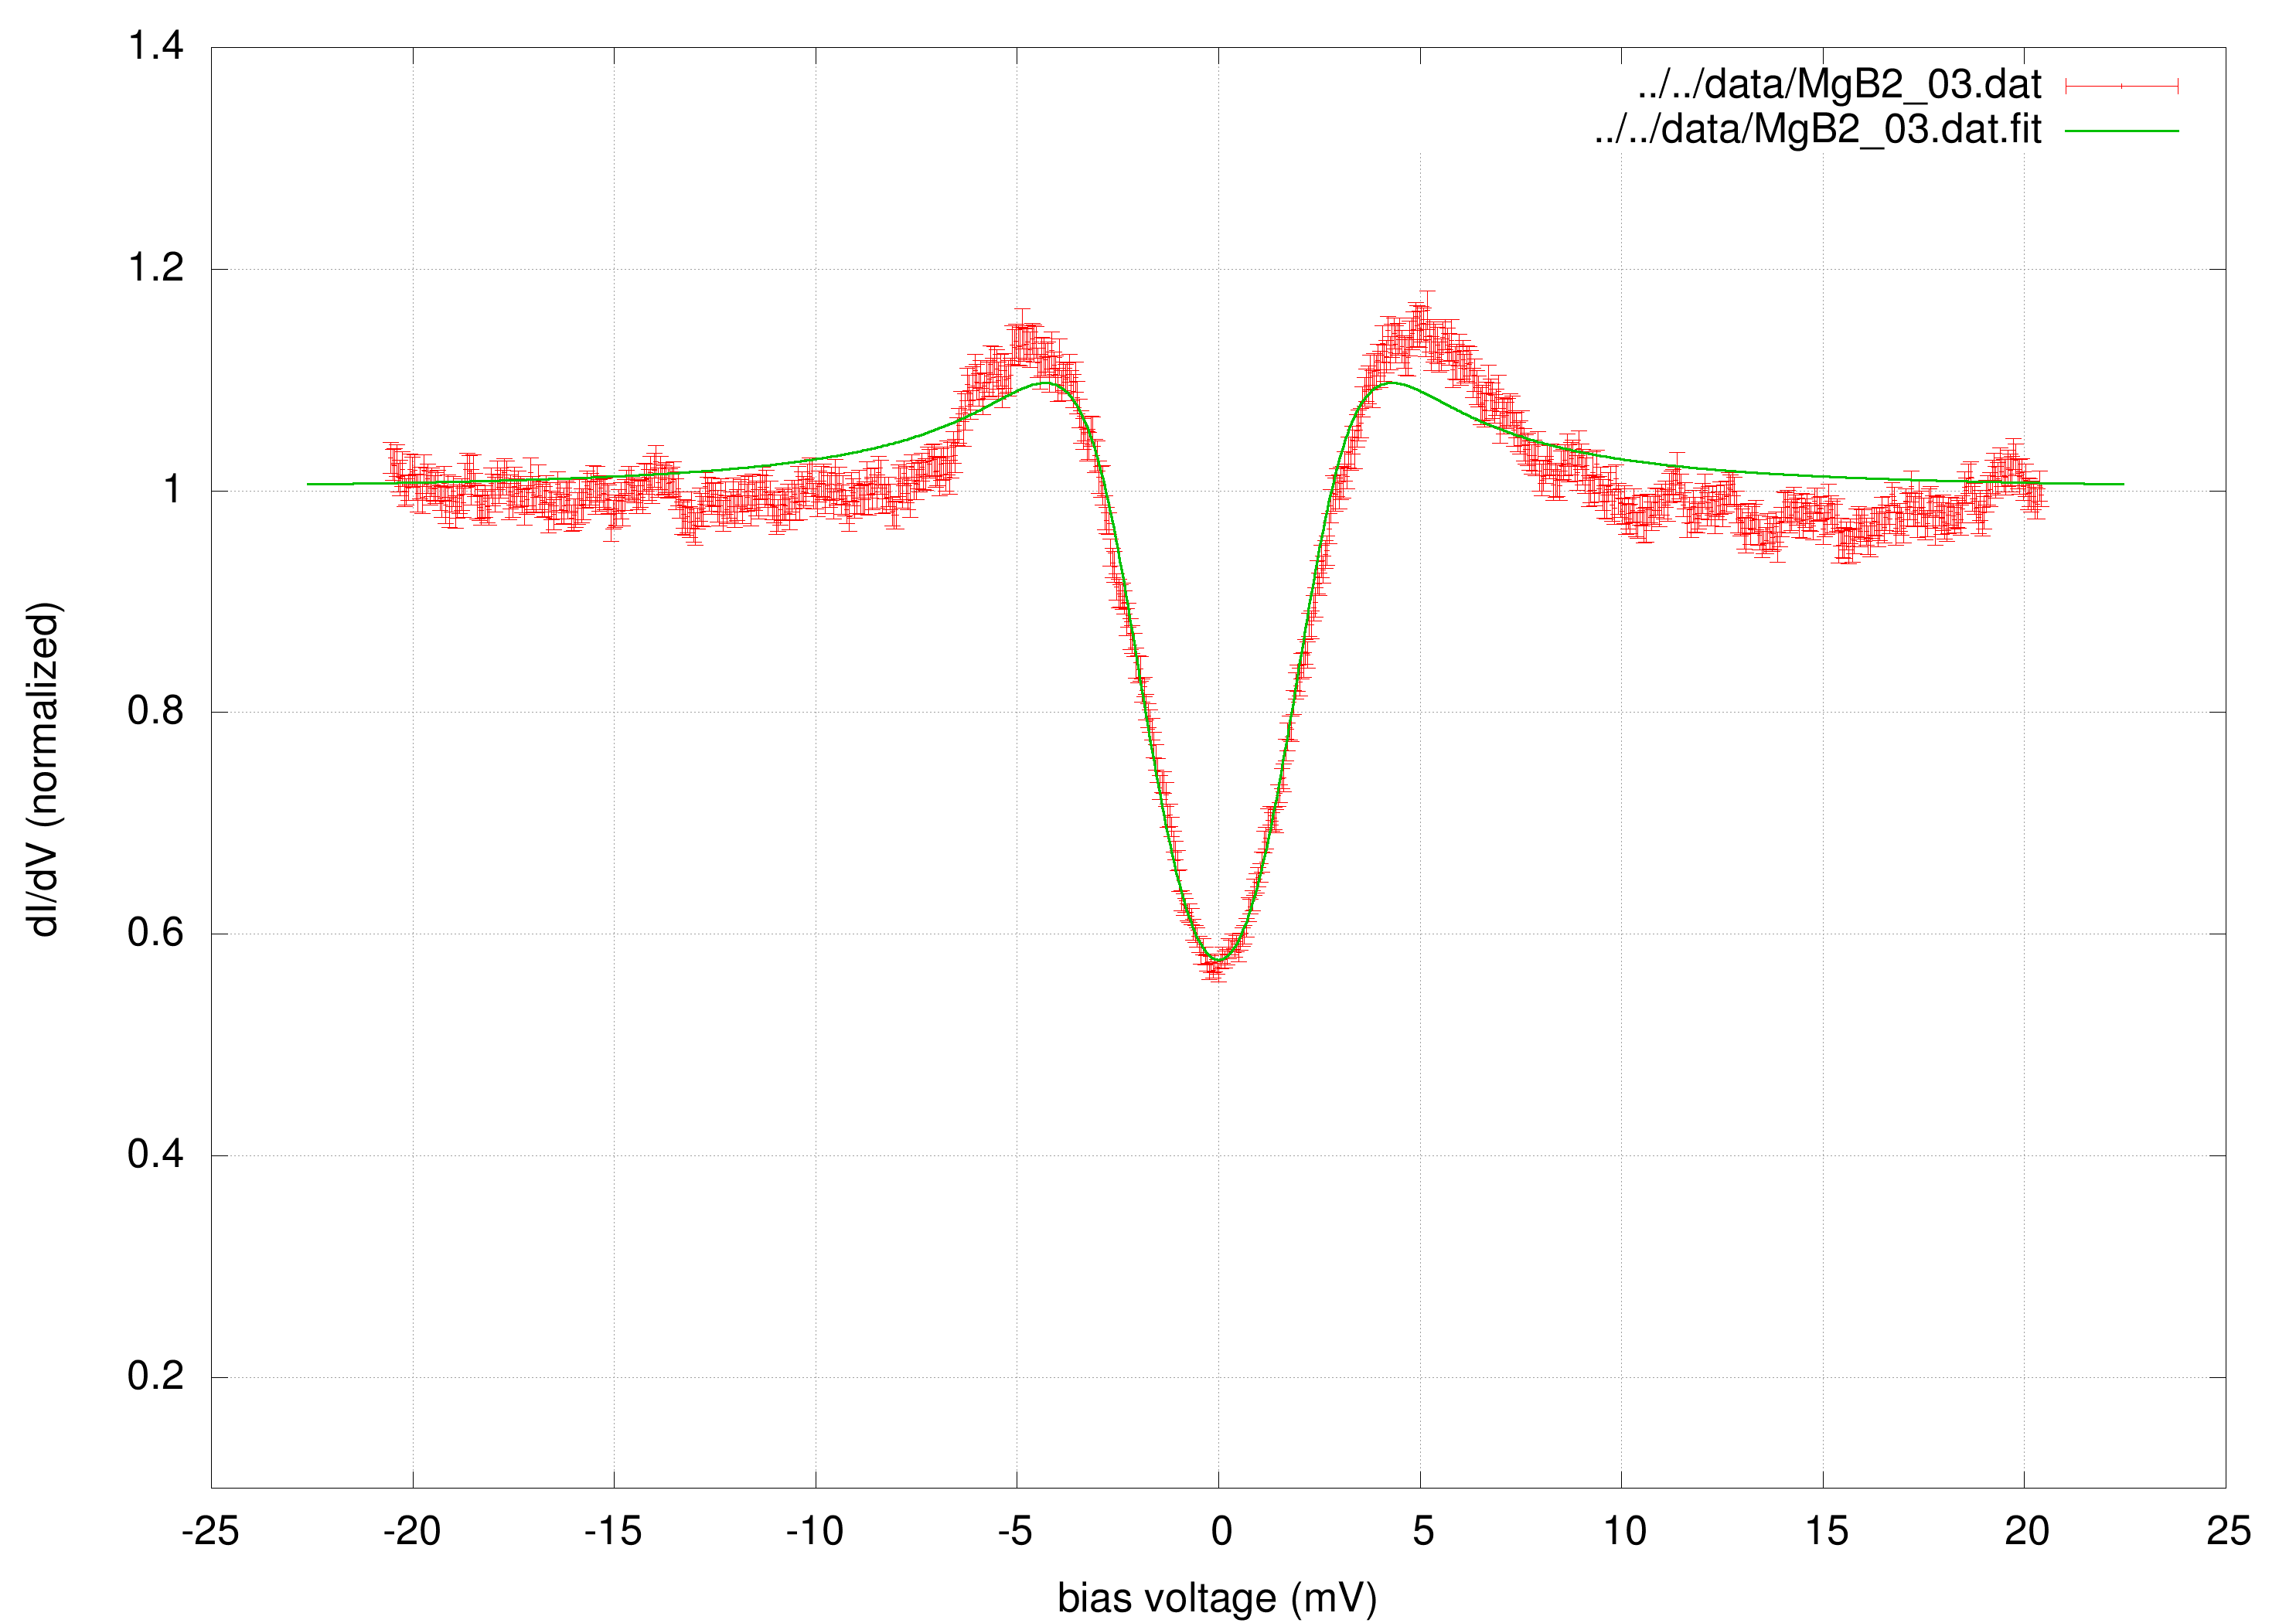 1.4
1.2
1
0.8
0.6
0.4
0.2
-25 -20 -15 -10 -5 0 5 10 15 20 25
dI/dV (normalized)
bias voltage (mV)
../../data/MgB2_03.dat
../../data/MgB2_03.dat.fit